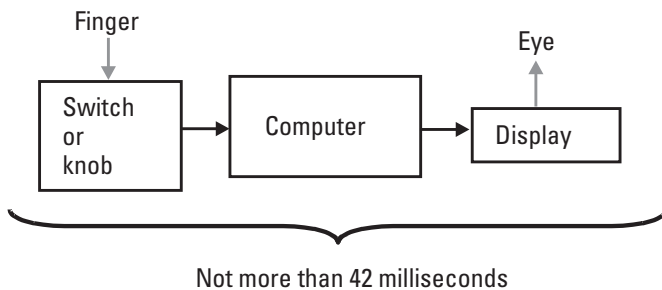 Finger
Eye
Switch
or
knob
Computer
Display
Not more than 42 milliseconds